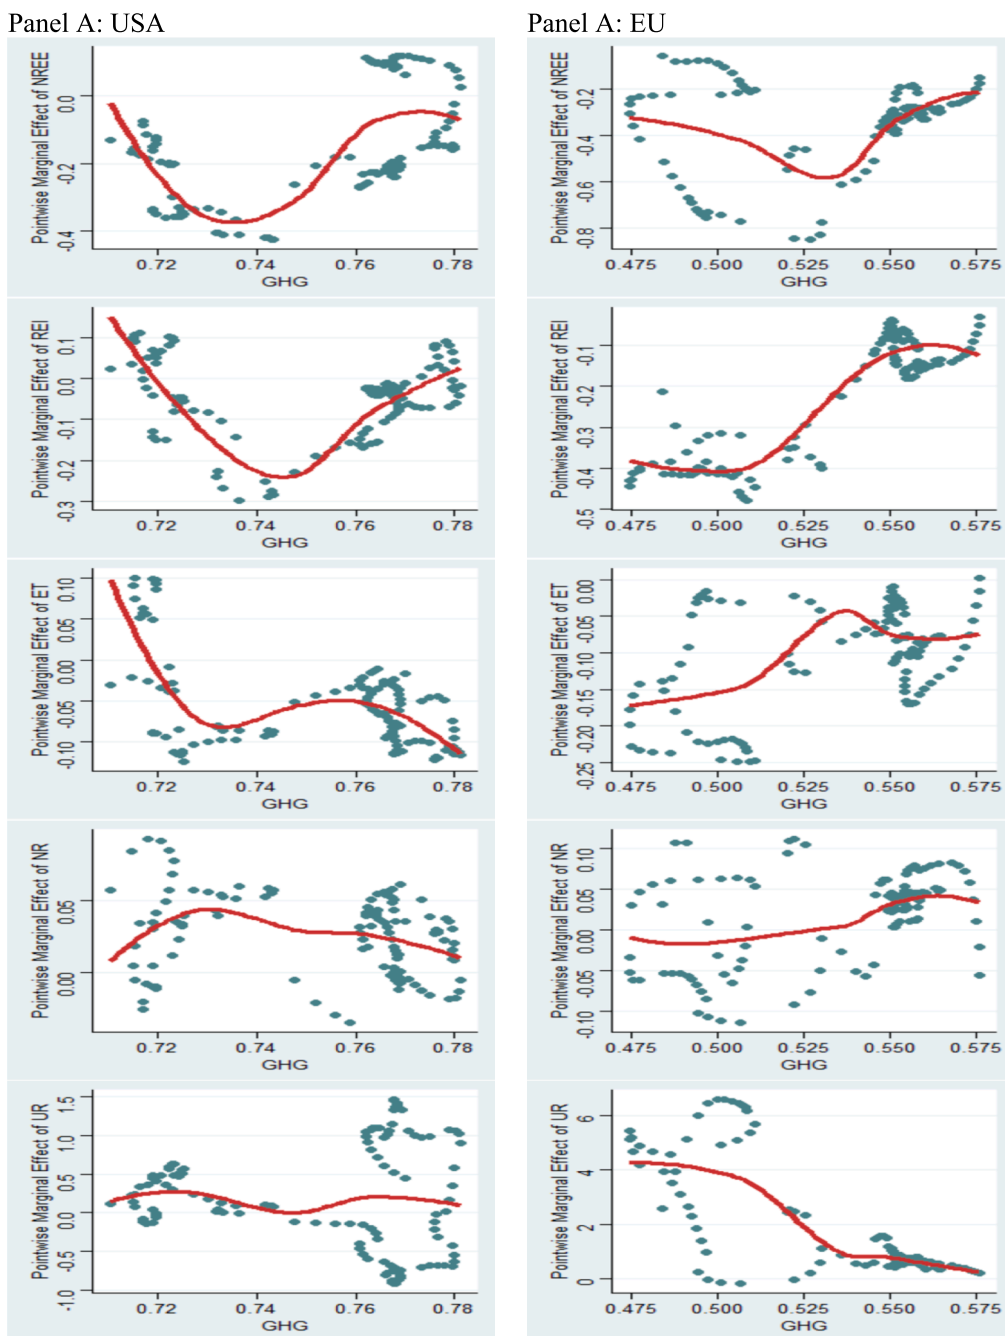 Panel A: USA
Panel A: EU
Pointwise Marginal Effect of NREE
0.0
-0.2
-0.4
0.72 0.74 0.76 0.78
GHG
Pointwise Marginal Effect of NREE
-0.2
-0.4
-0.6
-0.8
0.475 0.500 0.525 0.550 0.575
GHG
Pointwise Marginal Effect of REI
0.1
0.0
-0.1
-0.2
-0.3
0.72 0.74 0.76 0.78
GHG
Pointwise Marginal Effect of REI
-0.1
-0.2
-0.3
-0.4
-0.5
0.475 0.500 0.525 0.550 0.575
GHG
Pointwise Marginal Effect of ET
0.10
0.05
0.00
-0.05
-0.10
0.72 0.74 0.76 0.78
GHG
Pointwise Marginal Effect of ET
0.00
-0.05
-0.10
-0.15
-0.20
-0.25
0.475 0.500 0.525 0.550 0.575
GHG
Pointwise Marginal Effect of NR
0.05
0.00
0.72 0.74 0.76 0.78
GHG
Pointwise Marginal Effect of NR
0.10
0.05
0.00
-0.05
-0.10
0.475 0.500 0.525 0.550 0.575
GHG
Pointwise Marginal Effect of UR
1.5
1.0
0.5
0.0
-0.5
-1.0
0.72 0.74 0.76 0.78
GHG
Pointwise Marginal Effect of UR
6
4
2
0
0.475 0.500 0.525 0.550 0.575
GHG